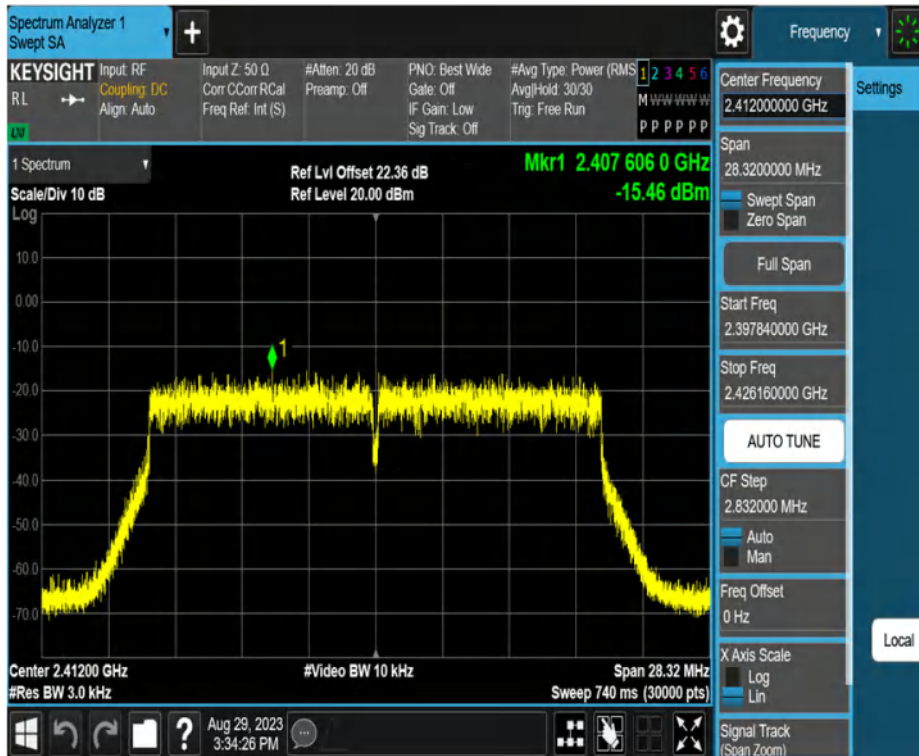 Spectrum Analyzer 1
Swept SA
+
Frequency
KEYSIGHT
RL
LNI
Input: RF
Coupling: DC
Align: Auto
Input Z: 50 Ω
Corr CCorr RCal
Freq Ref: Int (S)
#Atten: 20 dB
Preamp: Off
PNO: Best Wide
Gate: Off
IF Gain: Low
Sig Track: Off
#Avg Type: Power (RMS
Avg|Hold: 30/30
Trig: Free Run
1 2 3 4 5 6
M W W W W W
P P P P P P
1 Spectrum
Scale/Div 10 dB
Log
Ref Lvl Offset 22.36 dB
Ref Level 20.00 dBm
Mkr1 2.407 606 0 GHz
-15.46 dBm
10.0
0.00
-10.0
-20.0
-30.0
-40.0
-50.0
-60.0
-70.0
1
Center 2.41200 GHz
#Res BW 3.0 kHz
#Video BW 10 kHz
Span 28.32 MHz
Sweep 740 ms (30000 pts)
?
Aug 29, 2023
3:34:26 PM
Center Frequency
2.412000000 GHz
Span
28.3200000 MHz
Swept Span
Zero Span
Full Span
Start Freq
2.397840000 GHz
Stop Freq
2.426160000 GHz
AUTO TUNE
CF Step
2.832000 MHz
Auto
Man
Freq Offset
0 Hz
X Axis Scale
Log
Lin
Signal Track
(Span Zoom)
Settings
Local